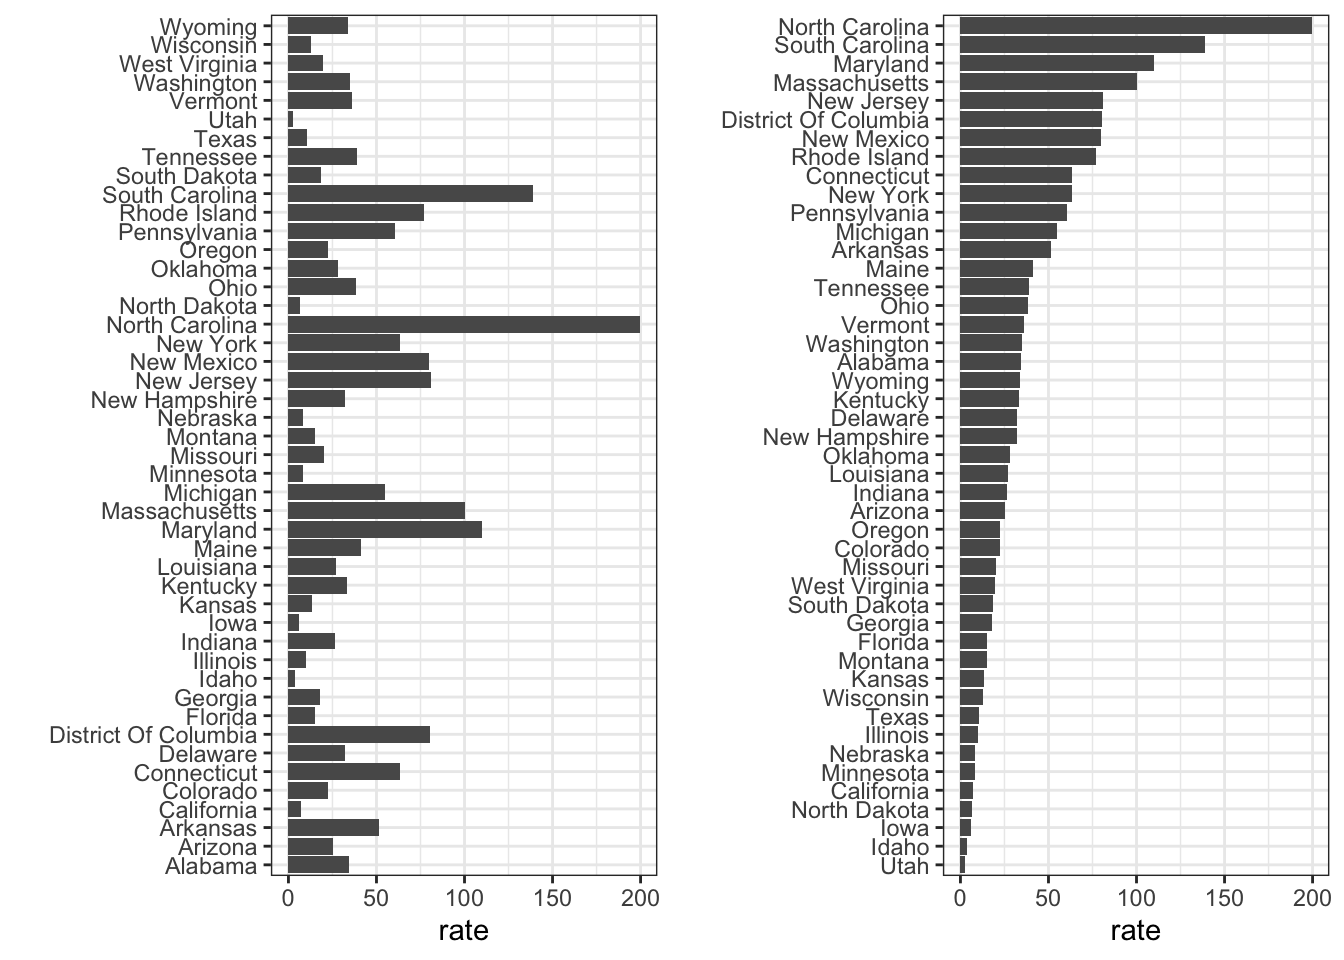 Wyoming
Wisconsin
West Virginia
Washington
Vermont
Utah
Texas
Tennessee
South Dakota
South Carolina
Rhode Island
Pennsylvania
Oregon
Oklahoma
Ohio
North Dakota
North Carolina
New York
New Mexico
New Jersey
New Hampshire
Nebraska
Montana
Missouri
Minnesota
Michigan
Massachusetts
Maryland
Maine
Louisiana
Kentucky
Kansas
Iowa
Indiana
Illinois
Idaho
Georgia
Florida
District Of Columbia
Delaware
Connecticut
Colorado
California
Arkansas
Arizona
Alabama
0 50 100 150 200
rate
North Carolina
South Carolina
Maryland
Massachusetts
New Jersey
District Of Columbia
New Mexico
Rhode Island
Connecticut
New York
Pennsylvania
Michigan
Arkansas
Maine
Tennessee
Ohio
Vermont
Washington
Alabama
Wyoming
Kentucky
Delaware
New Hampshire
Oklahoma
Louisiana
Indiana
Arizona
Oregon
Colorado
Missouri
West Virginia
South Dakota
Georgia
Florida
Montana
Kansas
Wisconsin
Texas
Illinois
Nebraska
Minnesota
California
North Dakota
Iowa
Idaho
Utah
0 50 100 150 200
rate